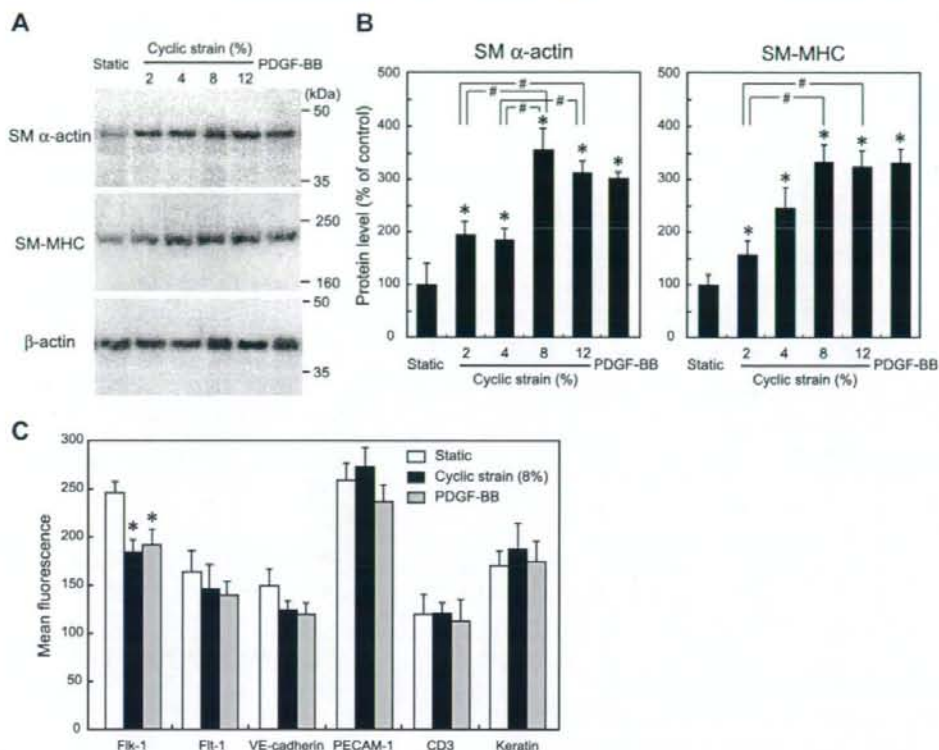 A
Cyclic strain (%)
Static 2 4 8 12 PDGF-BB
(kDa)
SM α-actin
50
35
SM-MHC
250
160
β-actin
50
35
B
SM α-actin
Protein level (% of control)
500
400
300
200
100
0
# # # #
* * * * *
Static 2 4 8 12 PDGF-BB
Cyclic strain (%)
SM-MHC
500
400
300
200
100
0
# #
* * * * *
Static 2 4 8 12 PDGF-BB
Cyclic strain (%)
C
Mean fluorescence
300
250
200
150
100
50
0
Static
Cyclic strain (8%)
PDGF-BB
* *
Flk-1 Flt-1 VE-cadherin PECAM-1 CD3 Keratin